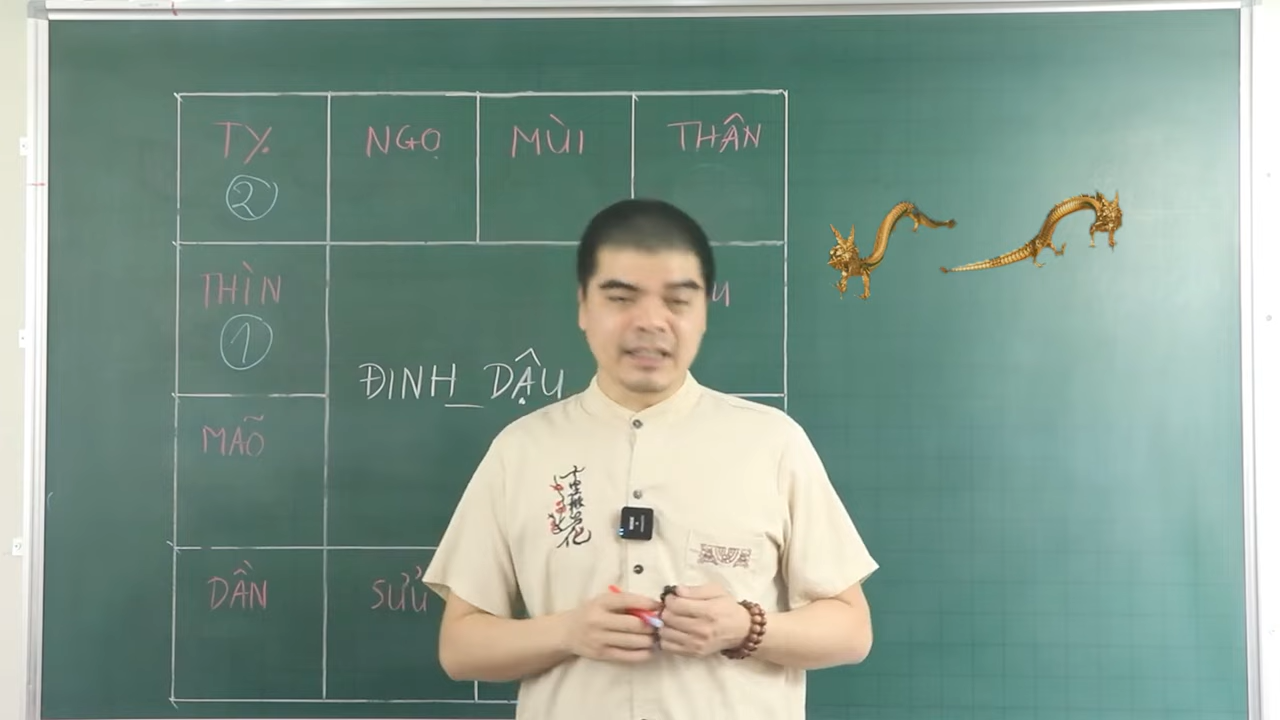 TỴ NGỌ MÙI THÂN
②
THÌN
①
ĐINH_DẬU
MÃO
DẦN SỬU